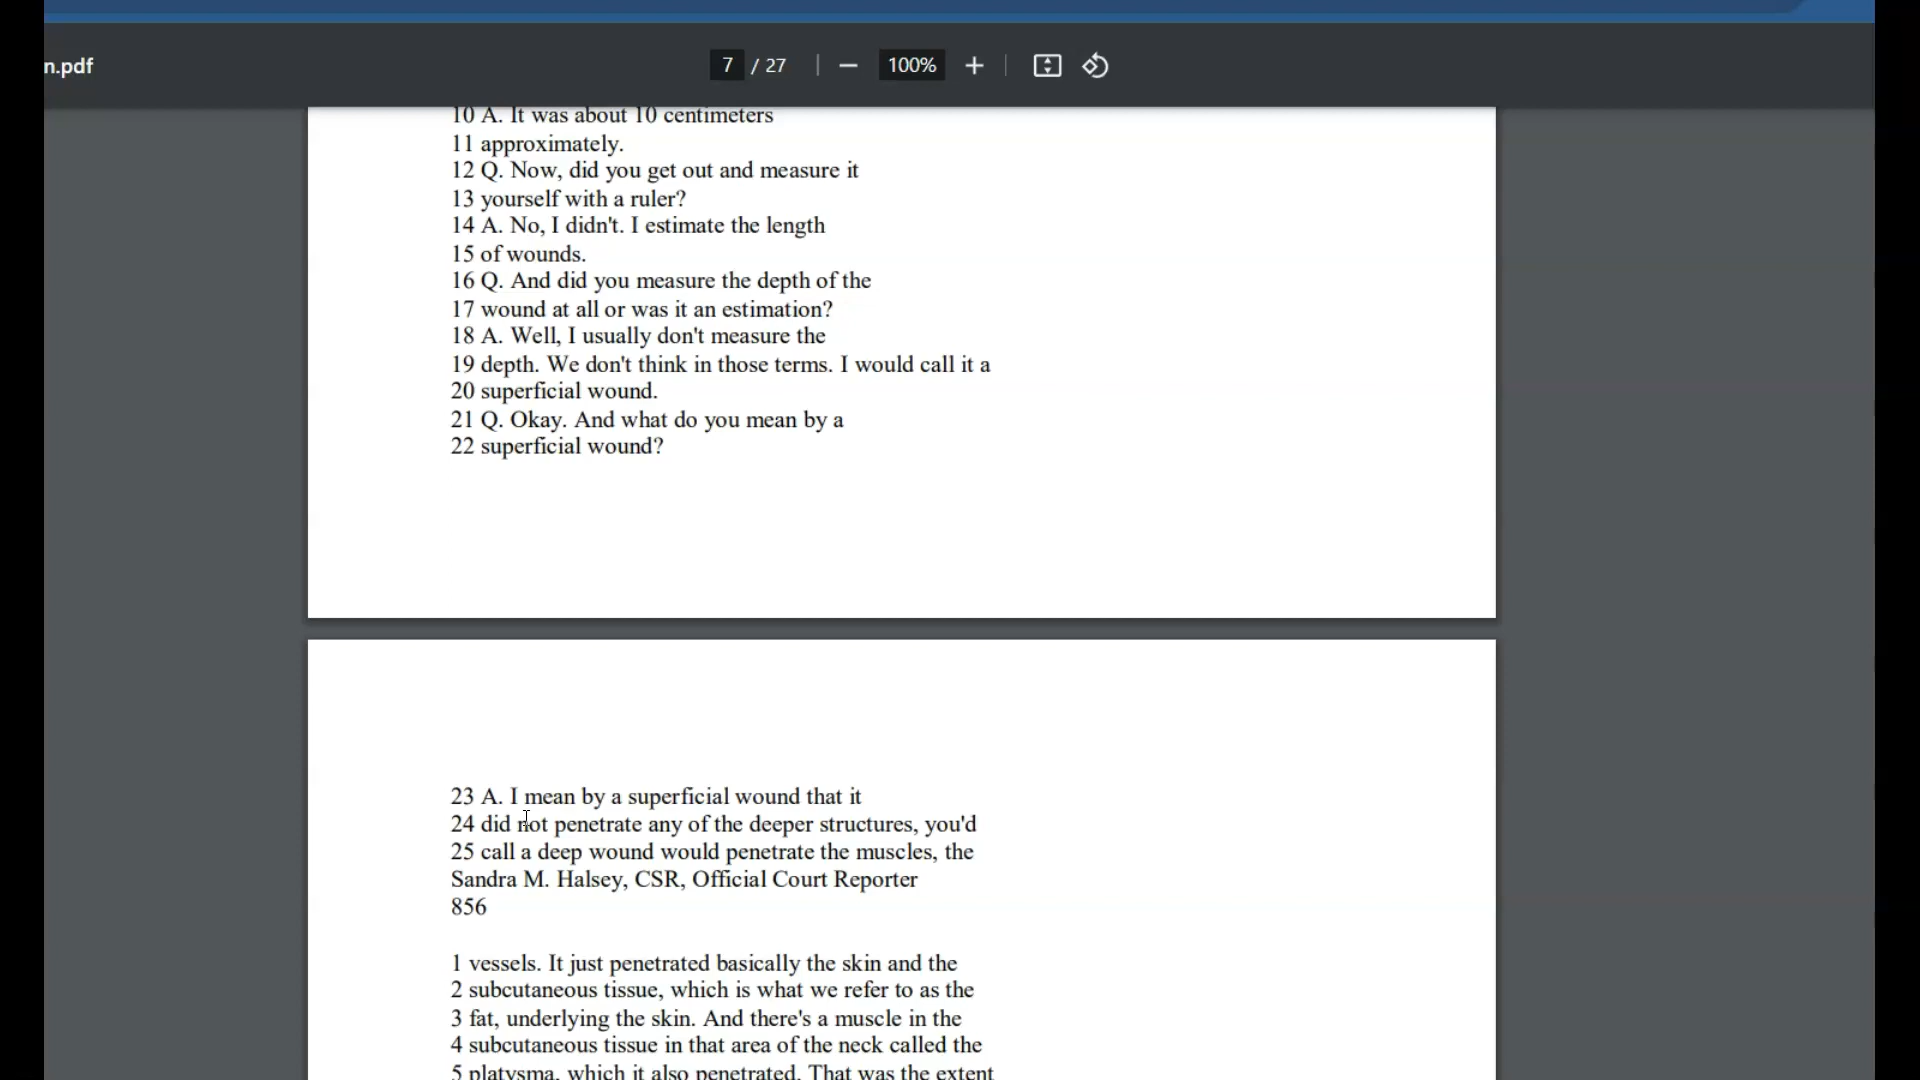 n.pdf
7 / 27
100%
10 A. It was about 10 centimeters
11 approximately.
12 Q. Now, did you get out and measure it
13 yourself with a ruler?
14 A. No, I didn't. I estimate the length
15 of wounds.
16 Q. And did you measure the depth of the
17 wound at all or was it an estimation?
18 A. Well, I usually don't measure the
19 depth. We don't think in those terms. I would call it a
20 superficial wound.
21 Q. Okay. And what do you mean by a
22 superficial wound?
23 A. I mean by a superficial wound that it
24 did not penetrate any of the deeper structures, you'd
25 call a deep wound would penetrate the muscles, the
Sandra M. Halsey, CSR, Official Court Reporter
856
1 vessels. It just penetrated basically the skin and the
2 subcutaneous tissue, which is what we refer to as the
3 fat, underlying the skin. And there's a muscle in the
4 subcutaneous tissue in that area of the neck called the
5 platysma, which it also penetrated. That was the extent